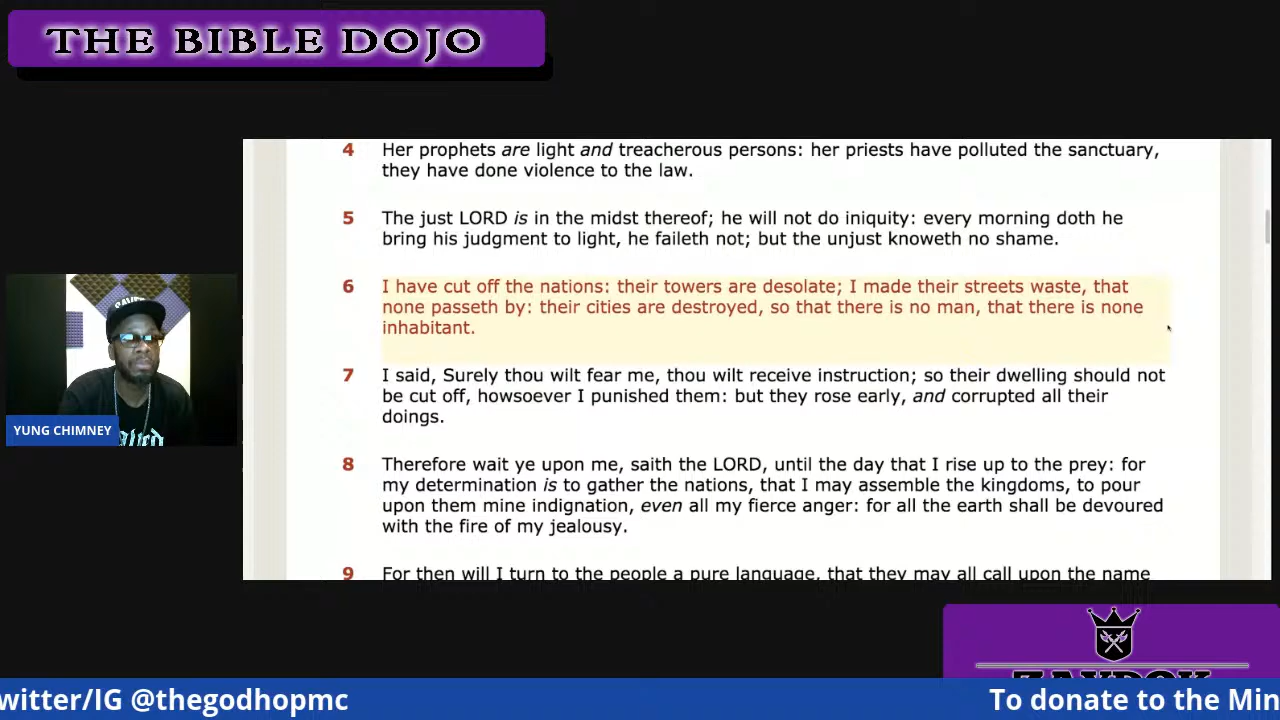 THE BIBLE DOJO
4 Her prophets are light and treacherous persons: her priests have polluted the sanctuary,
they have done violence to the law.
5 The just LORD is in the midst thereof; he will not do iniquity: every morning doth he
bring his judgment to light, he faileth not; but the unjust knoweth no shame.
6 I have cut off the nations: their towers are desolate; I made their streets waste, that
none passeth by: their cities are destroyed, so that there is no man, that there is none
inhabitant.
7 I said, Surely thou wilt fear me, thou wilt receive instruction; so their dwelling should not
be cut off, howsoever I punished them: but they rose early, and corrupted all their
doings.
8 Therefore wait ye upon me, saith the LORD, until the day that I rise up to the prey: for
my determination is to gather the nations, that I may assemble the kingdoms, to pour
upon them mine indignation, even all my fierce anger: for all the earth shall be devoured
with the fire of my jealousy.
9 For then will I turn to the people a pure language, that they may all call upon the name
YUNG CHIMNEY
witter/IG @thegodhopmc
To donate to the Min